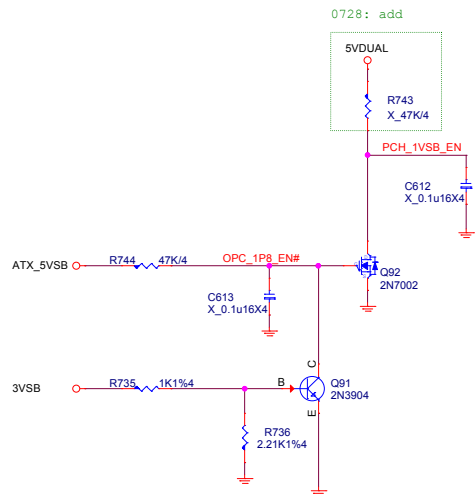 0728: add
5VDUAL
R743
X_47K/4
PCH_1VSB_EN
C612
X_0.1u16X4
ATX_5VSB
R744 47K/4
OPC_1P8_EN#
Q92
2N7002
C613
X_0.1u16X4
C
3VSB
R735 1K1%4
B
Q91
2N3904
E
R736
2.21K1%4